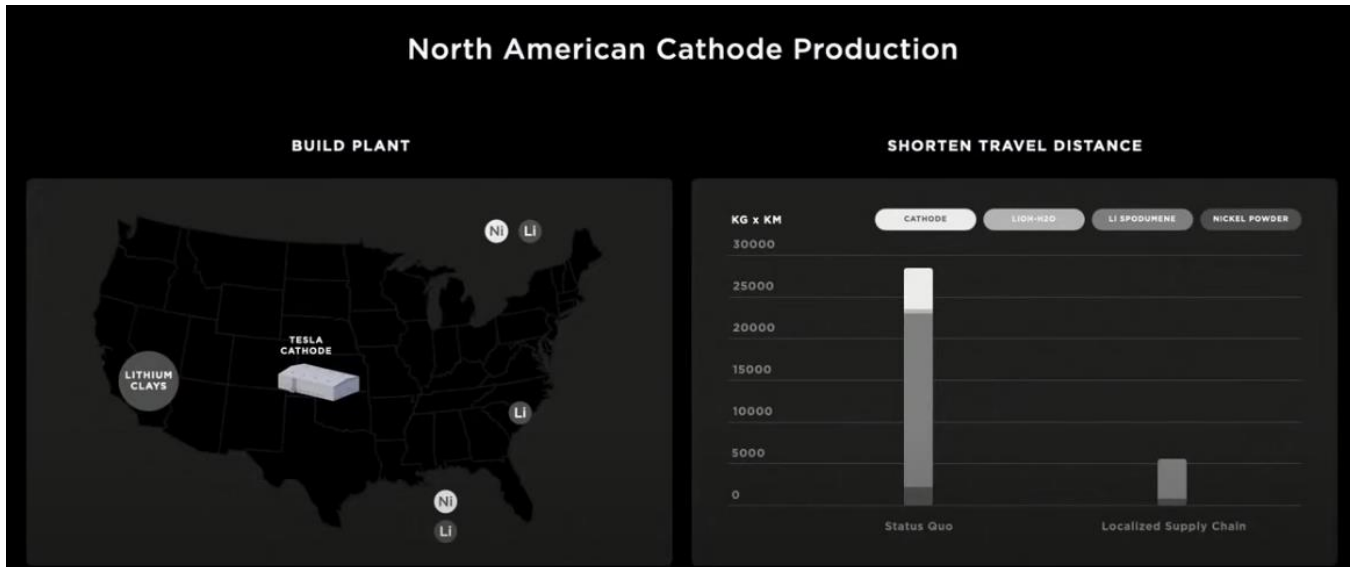 North American Cathode Production
BUILD PLANT
Ni
Li
TESLA
CATHODE
LITHIUM
CLAYS
Li
Ni
Li
SHORTEN TRAVEL DISTANCE
KG x KM
CATHODE
LIOH-H2O
LI SPODUMENE
NICKEL POWDER
30000
25000
20000
15000
10000
5000
0
Status Quo
Localized Supply Chain